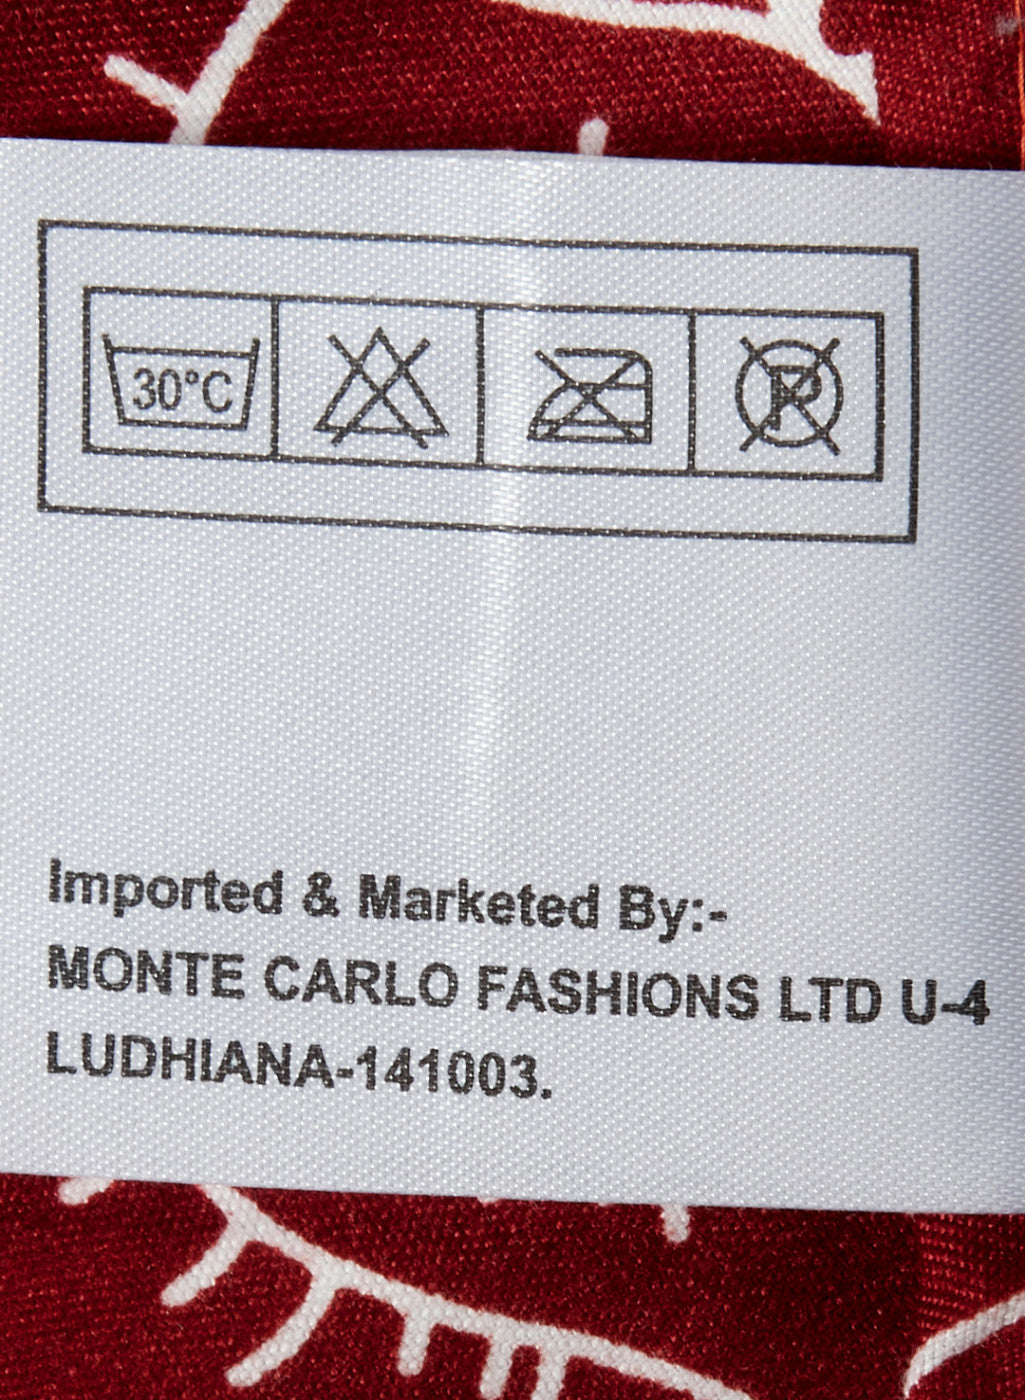 30°C
P
Imported & Marketed By:-
MONTE CARLO FASHIONS LTD U-4
LUDHIANA-141003.